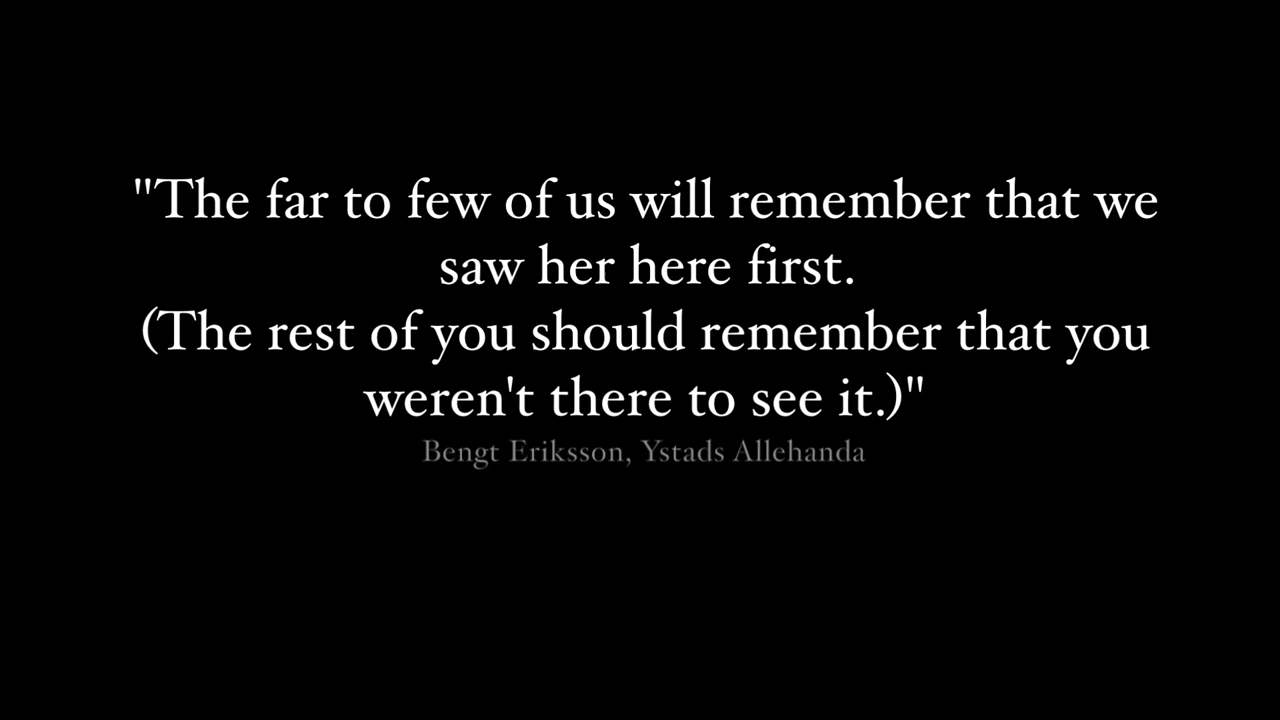 "The far to few of us will remember that we
saw her here first.
(The rest of you should remember that you
weren't there to see it.)"
Bengt Eriksson, Ystads Allehanda